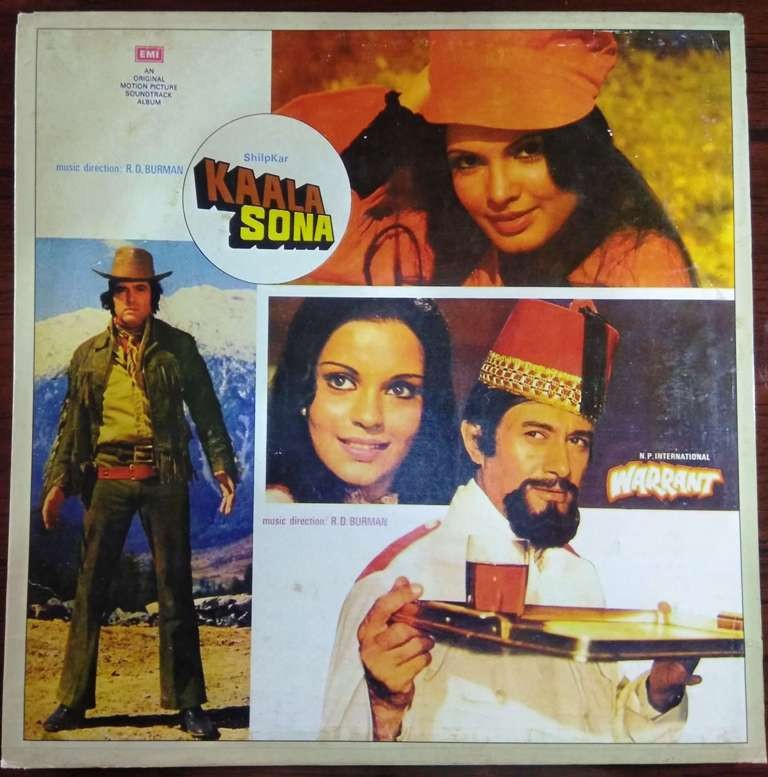 EMI
AN
ORIGINAL
MOTION PICTURE
SOUNDTRACK
ALBUM
music direction: R.D. BURMAN
ShilpKar
KAALA
SONA
N.P. INTERNATIONAL
WARRANT
music direction: R.D. BURMAN